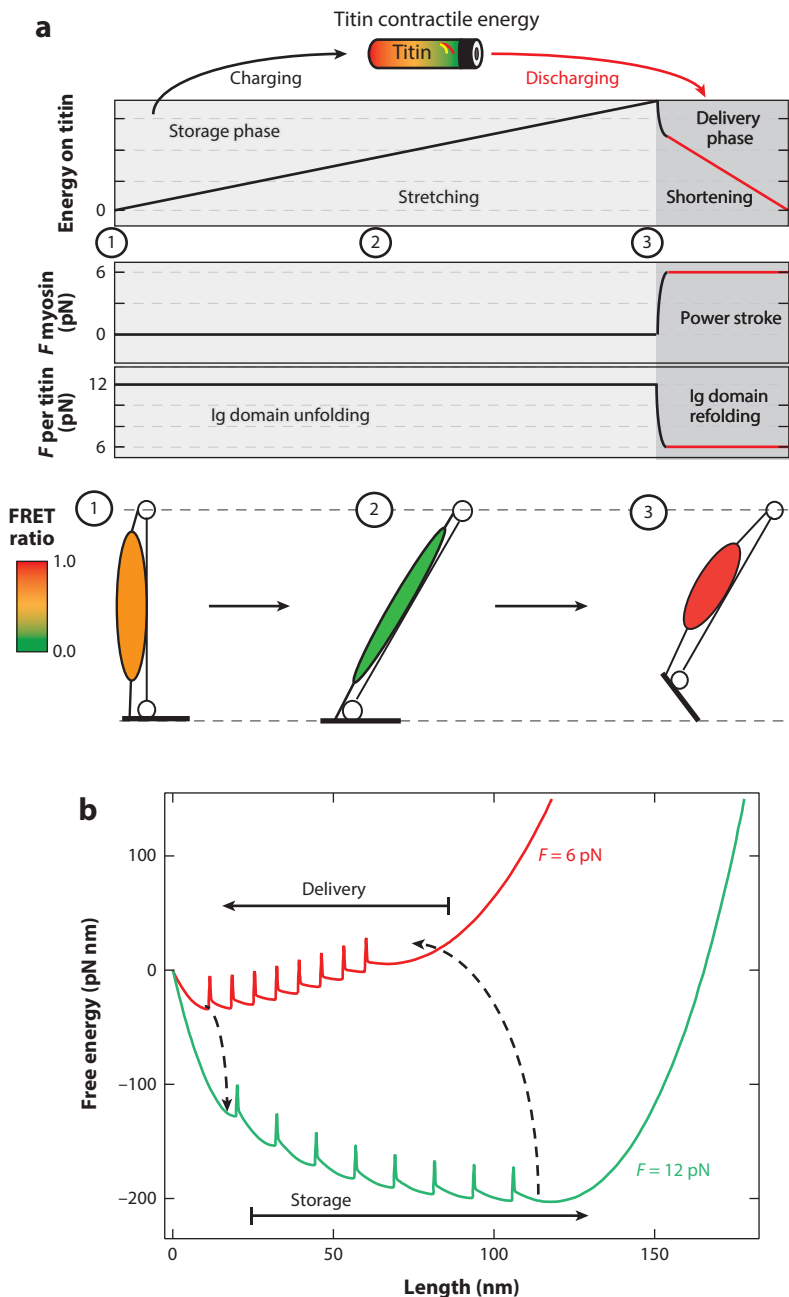 a
Titin contractile energy
Titin
Charging
Discharging
Energy on titin
Storage phase
Delivery
phase
Stretching
Shortening
0
1
2
3
F myosin
(pN)
6
0
Power stroke
F per titin
(pN)
12
6
Ig domain unfolding
Ig domain
refolding
1
2
3
FRET
ratio
1.0
0.0
b
Free energy (pN nm)
100
0
−100
−200
F = 6 pN
Delivery
F = 12 pN
Storage
0
50
100
150
Length (nm)